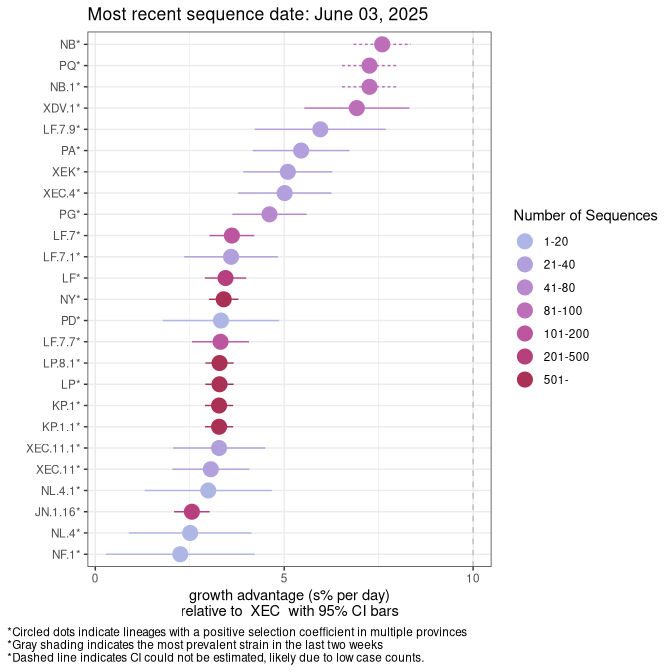 Most recent sequence date: June 03, 2025
NB*
PQ*
NB.1*
XDV.1*
LF.7.9*
PA*
XEK*
XEC.4*
PG*
LF.7*
LF.7.1*
LF*
NY*
PD*
LF.7.7*
LP.8.1*
LP*
KP.1*
KP.1.1*
XEC.11.1*
XEC.11*
NL.4.1*
JN.1.16*
NL.4*
NF.1*
0 5 10
growth advantage (s% per day)
relative to XEC with 95% CI bars
Number of Sequences
1-20
21-40
41-80
81-100
101-200
201-500
501-
*Circled dots indicate lineages with a positive selection coefficient in multiple provinces
*Gray shading indicates the most prevalent strain in the last two weeks
*Dashed line indicates CI could not be estimated, likely due to low case counts.